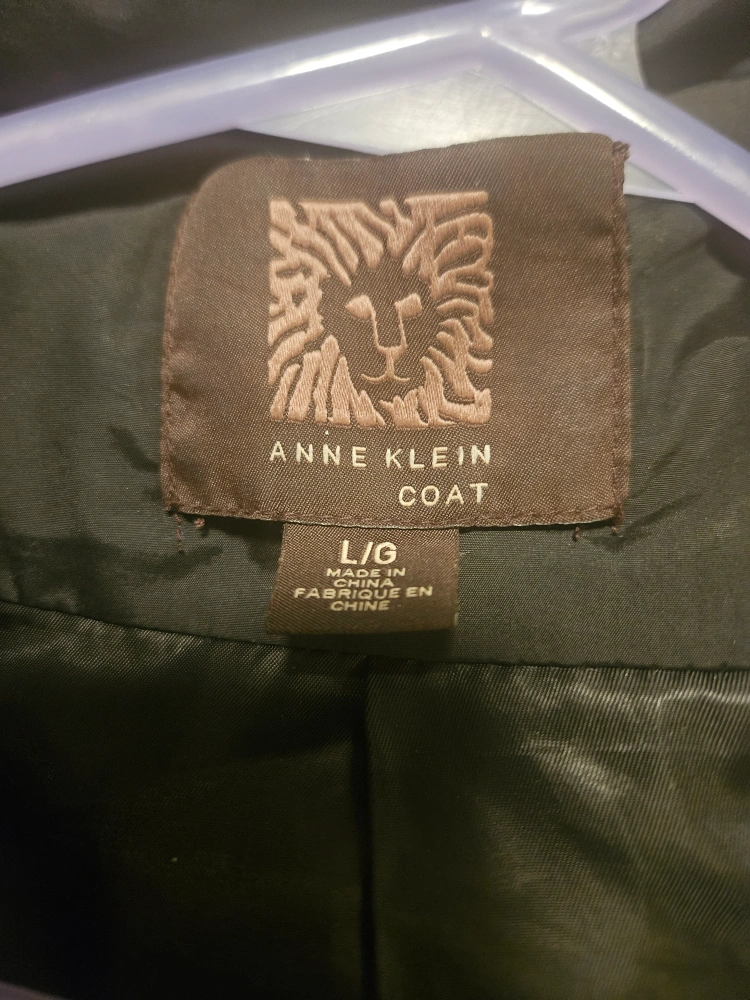 ANNE KLEIN
COAT
L/G
MADE IN
CHINA
FABRIQUE EN
CHINE